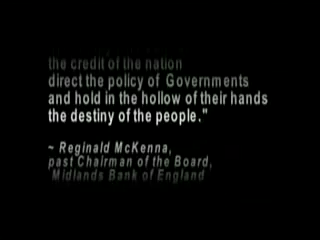 the credit of the nation
direct the policy of Governments
and hold in the hollow of their hands
the destiny of the people."
~ Reginald McKenna,
past Chairman of the Board,
Midlands Bank of England